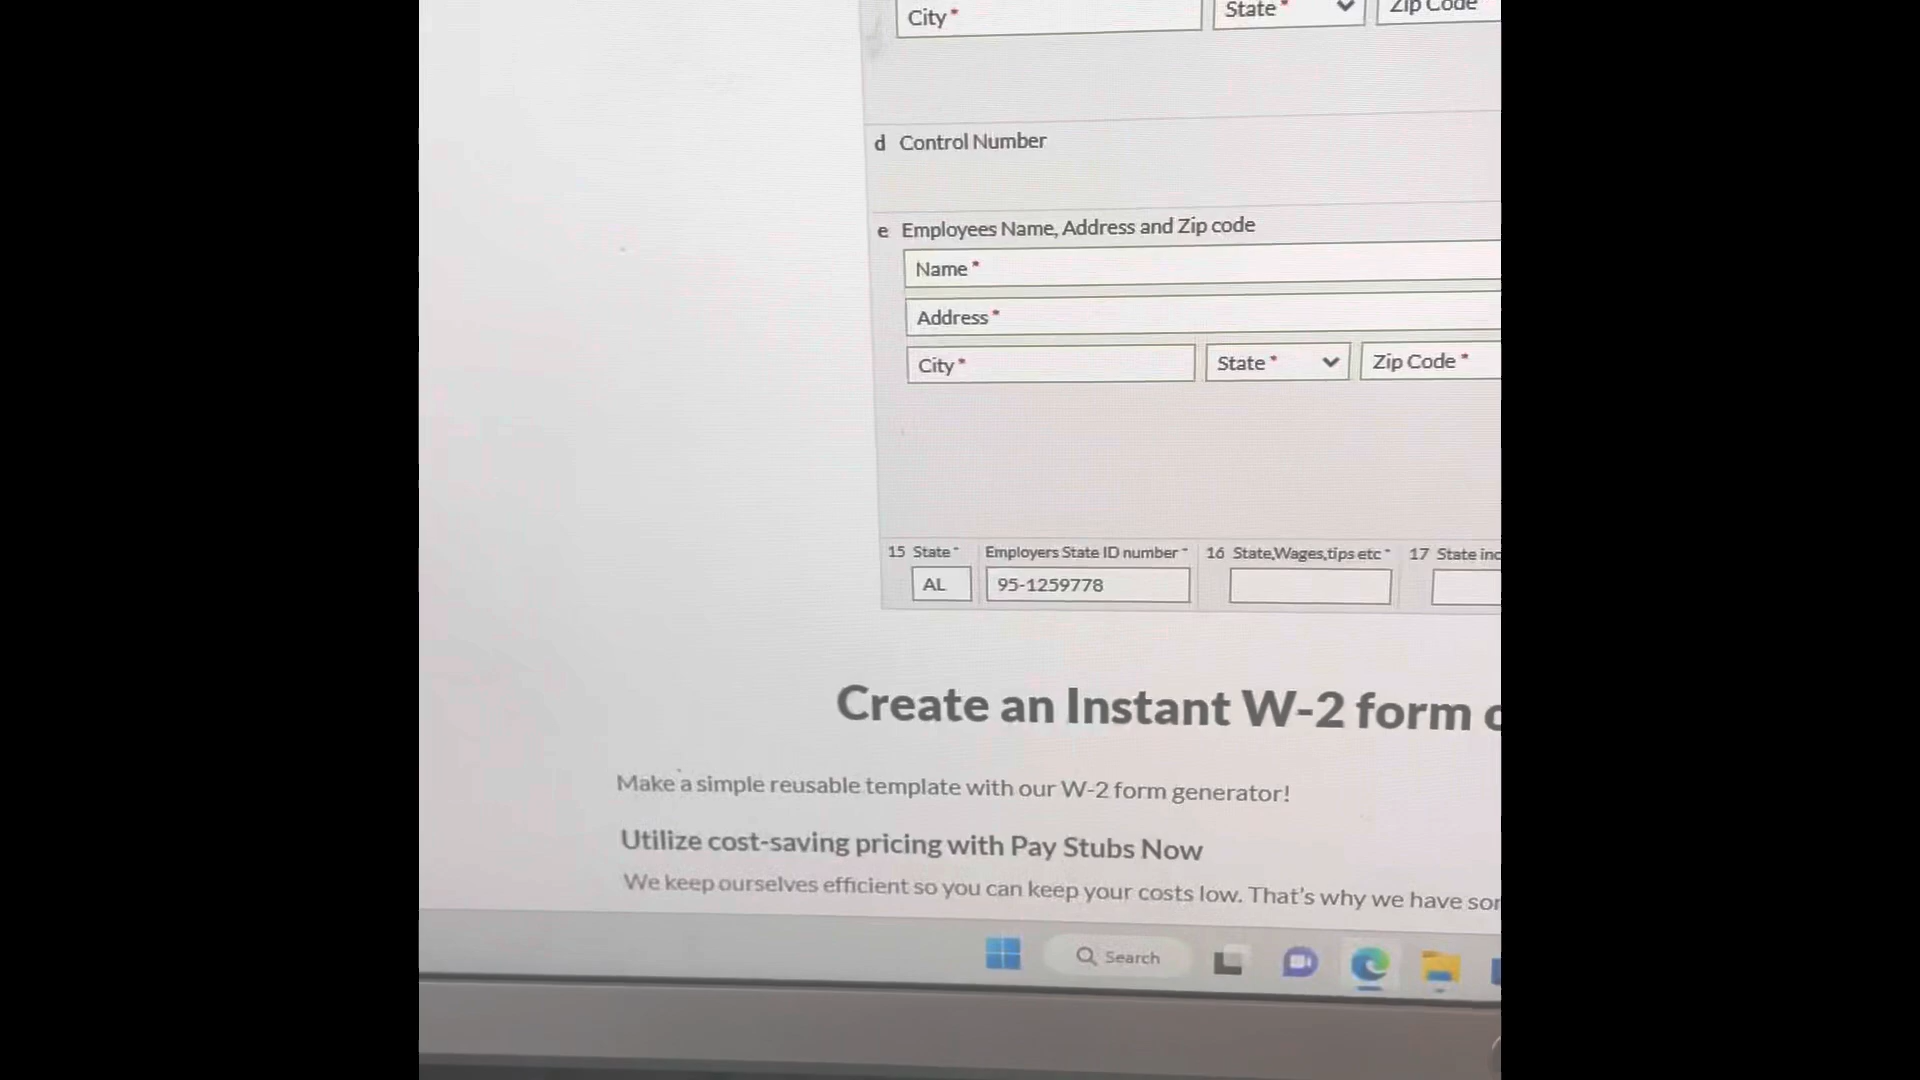 City * State * Zip Code
d Control Number
e Employees Name, Address and Zip code
Name *
Address *
City * State * Zip Code *
15 State * Employers State ID number * 16 State,Wages,tips etc * 17 State inc
AL 95-1259778
Create an Instant W-2 form
Make a simple reusable template with our W-2 form generator!
Utilize cost-saving pricing with Pay Stubs Now
We keep ourselves efficient so you can keep your costs low. That's why we have
Search